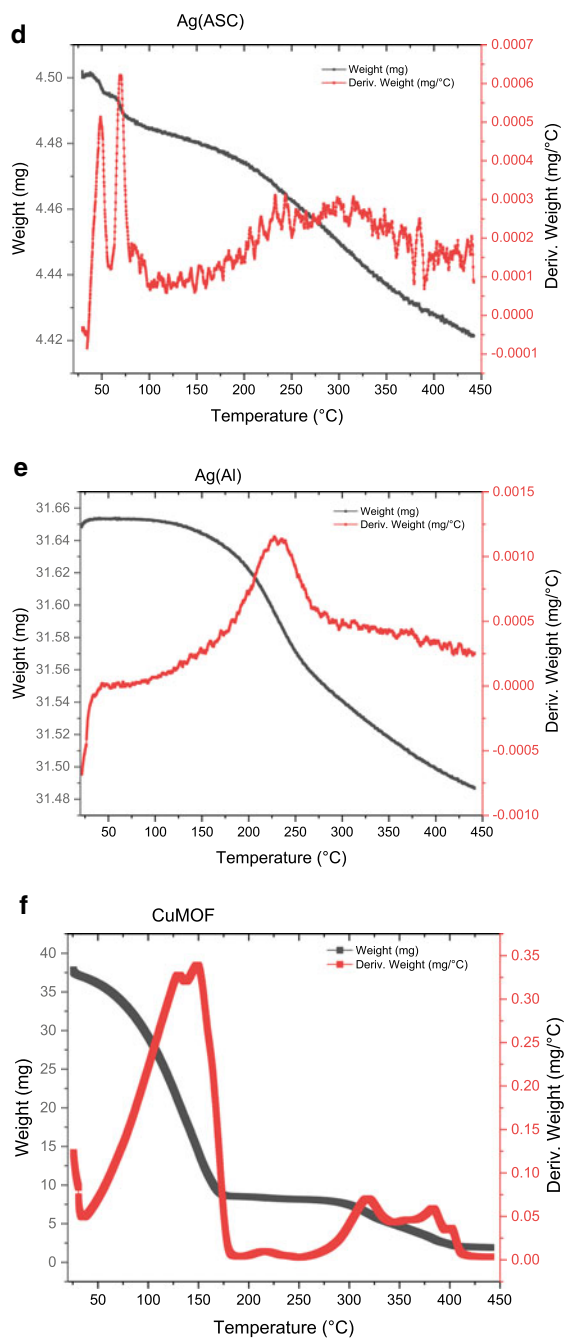 d
Ag(ASC)
Weight (mg)
Deriv. Weight (mg/°C)
4.50
4.48
4.46
4.44
4.42
Weight (mg)
0.0007
0.0006
0.0005
0.0004
0.0003
0.0002
0.0001
0.0000
-0.0001
Deriv. Weight (mg/°C)
50 100 150 200 250 300 350 400 450
Temperature (°C)
e
Ag(Al)
Weight (mg)
Deriv. Weight (mg/°C)
31.66
31.64
31.62
31.60
31.58
31.56
31.54
31.52
31.50
31.48
Weight (mg)
0.0015
0.0010
0.0005
0.0000
-0.0005
-0.0010
Deriv. Weight (mg/°C)
50 100 150 200 250 300 350 400 450
Temperature (°C)
f
CuMOF
Weight (mg)
Deriv. Weight (mg/°C)
40
35
30
25
20
15
10
5
0
Weight (mg)
0.35
0.30
0.25
0.20
0.15
0.10
0.05
0.00
Deriv. Weight (mg/°C)
50 100 150 200 250 300 350 400 450
Temperature (°C)